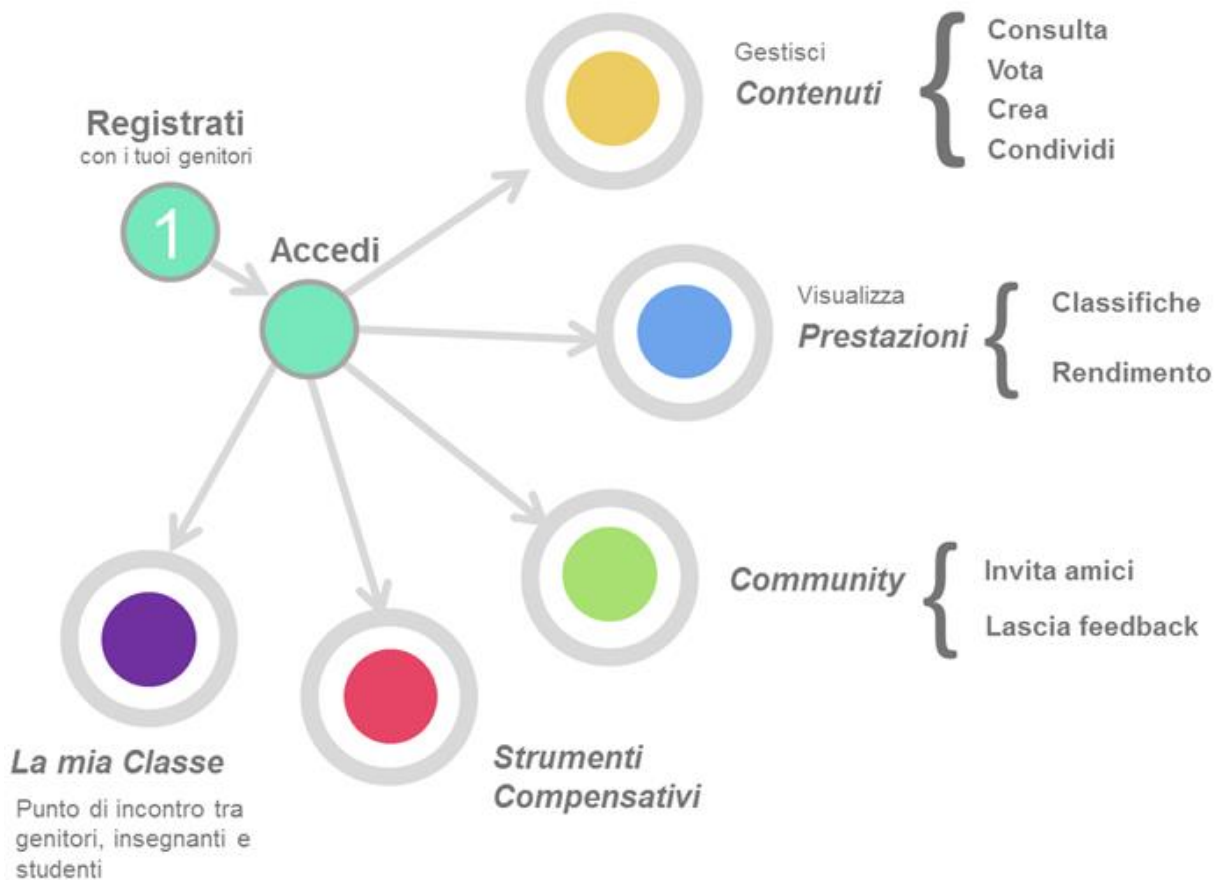 Registrati
con i tuoi genitori
1
Accedi
Gestisci
Contenuti
Consulta
Vota
Crea
Condividi
Visualizza
Prestazioni
Classifiche
Rendimento
Community
Invita amici
Lascia feedback
Strumenti
Compensativi
La mia Classe
Punto di incontro tra
genitori, insegnanti e
studenti